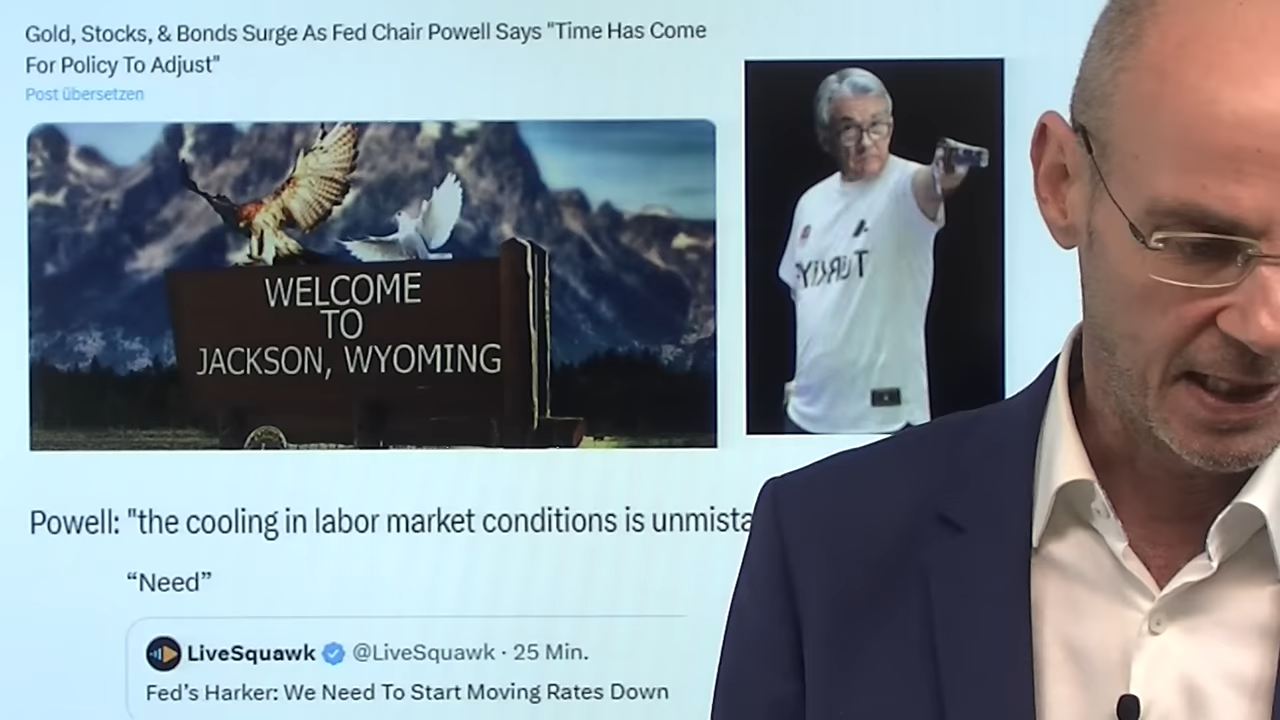 Gold, Stocks, & Bonds Surge As Fed Chair Powell Says "Time Has Come
For Policy To Adjust"
Post übersetzen
WELCOME
TO
JACKSON, WYOMING
TÜRKİYE
Powell: "the cooling in labor market conditions is unmista
“Need”
LiveSquawk @LiveSquawk · 25 Min.
Fed’s Harker: We Need To Start Moving Rates Down